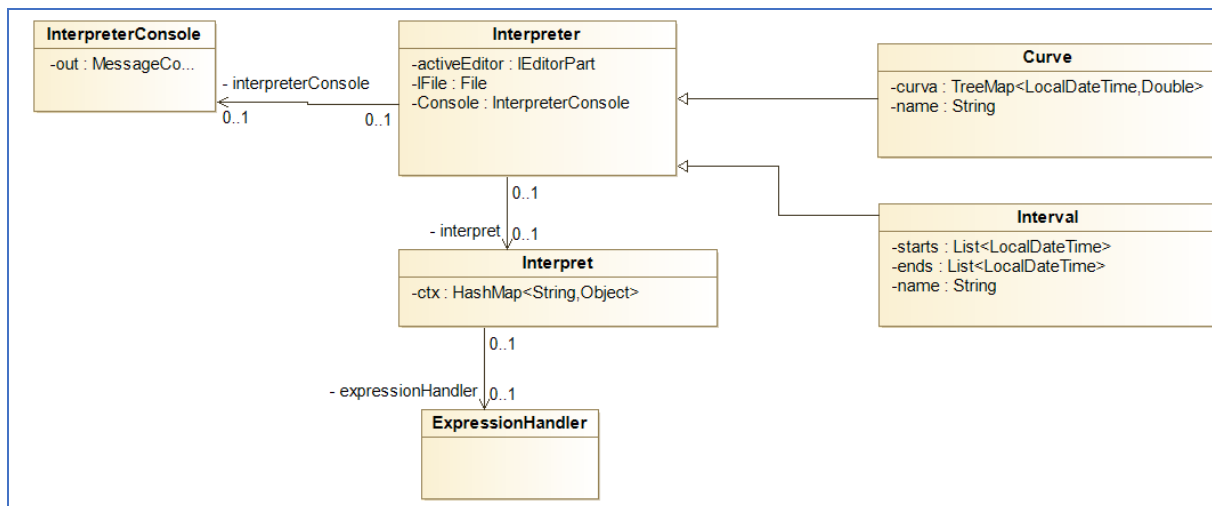 InterpreterConsole
-out : MessageCo...
- interpreterConsole
0..1
0..1
Interpreter
-activeEditor : IEditorPart
-IFile : File
-Console : InterpreterConsole
Curve
-curva : TreeMap<LocalDateTime,Double>
-name : String
0..1
- interpret
0..1
Interval
-starts : List<LocalDateTime>
-ends : List<LocalDateTime>
-name : String
Interpret
-ctx : HashMap<String,Object>
0..1
- expressionHandler
0..1
ExpressionHandler